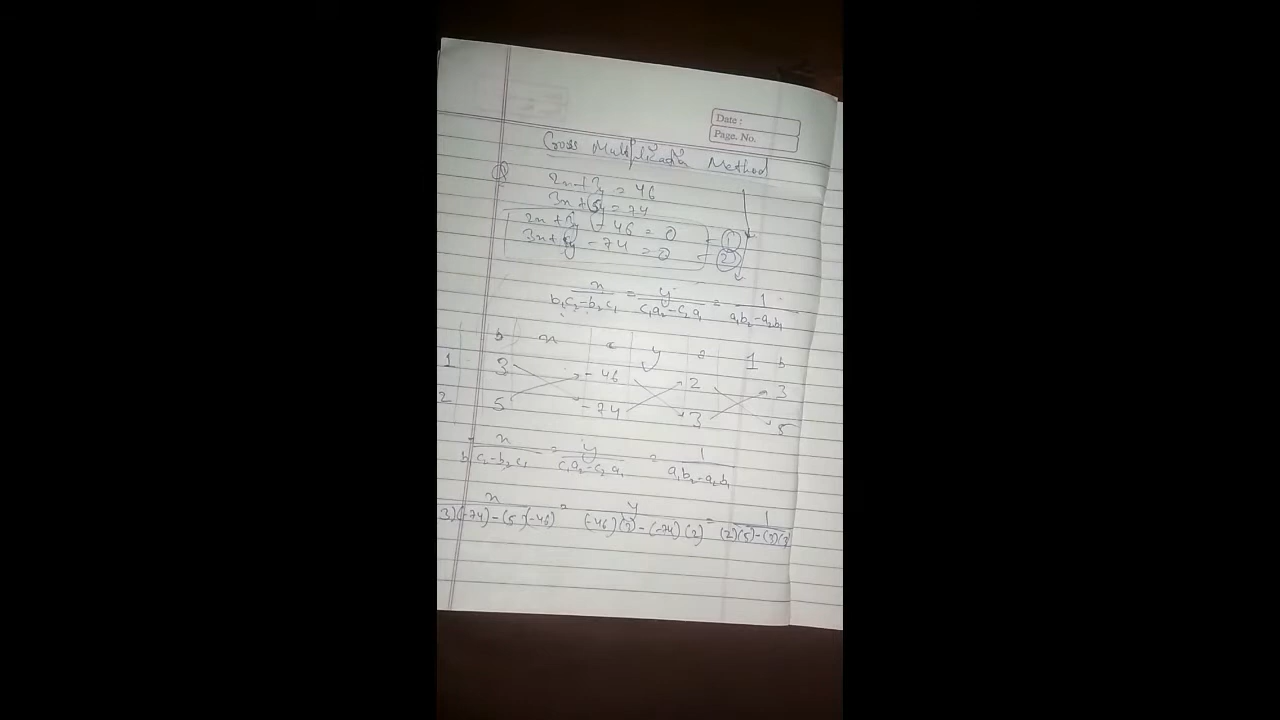 Date :
Page. No.
Cross Multiplication Method
Q 2x+3y = 46
3x+5y=74
2x+3y - 46 = 0 - 1
3x+5y - 74 = 0 - 2
x/b₁c₂-b₂c₁ = y/c₁a₂-c₂a₁ = 1/a₁b₂-a₂b₁
b x c y a 1 b
1 3 -46 2 3
2 5 -74 3 5
x/b₁c₂-b₂c₁ = y/c₁a₂-c₂a₁ = 1/a₁b₂-a₂b₁
x/3)(-74)-(5)(-46) = y/(-46)(3)-(-74)(2) = 1/(2)(5)-(3)(3)